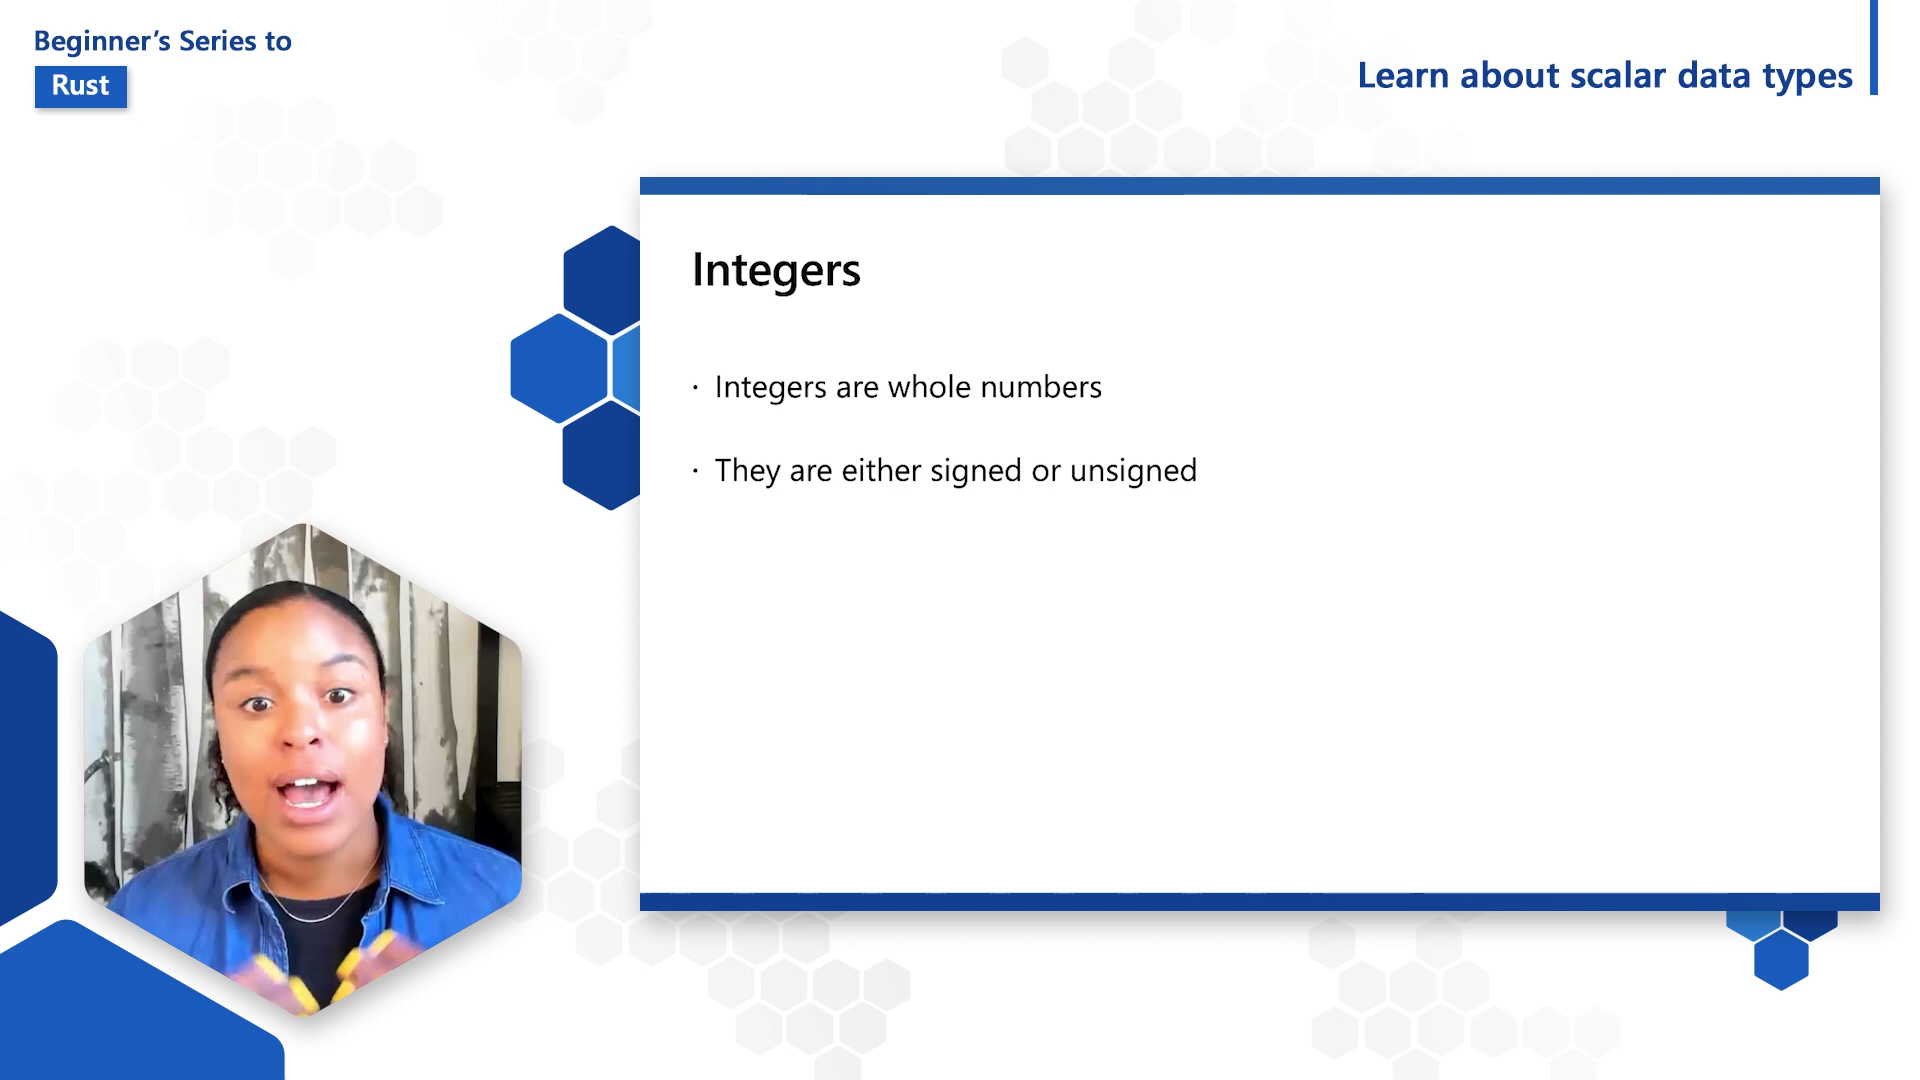 Beginner’s Series to
Rust
Learn about scalar data types
Integers
· Integers are whole numbers
· They are either signed or unsigned